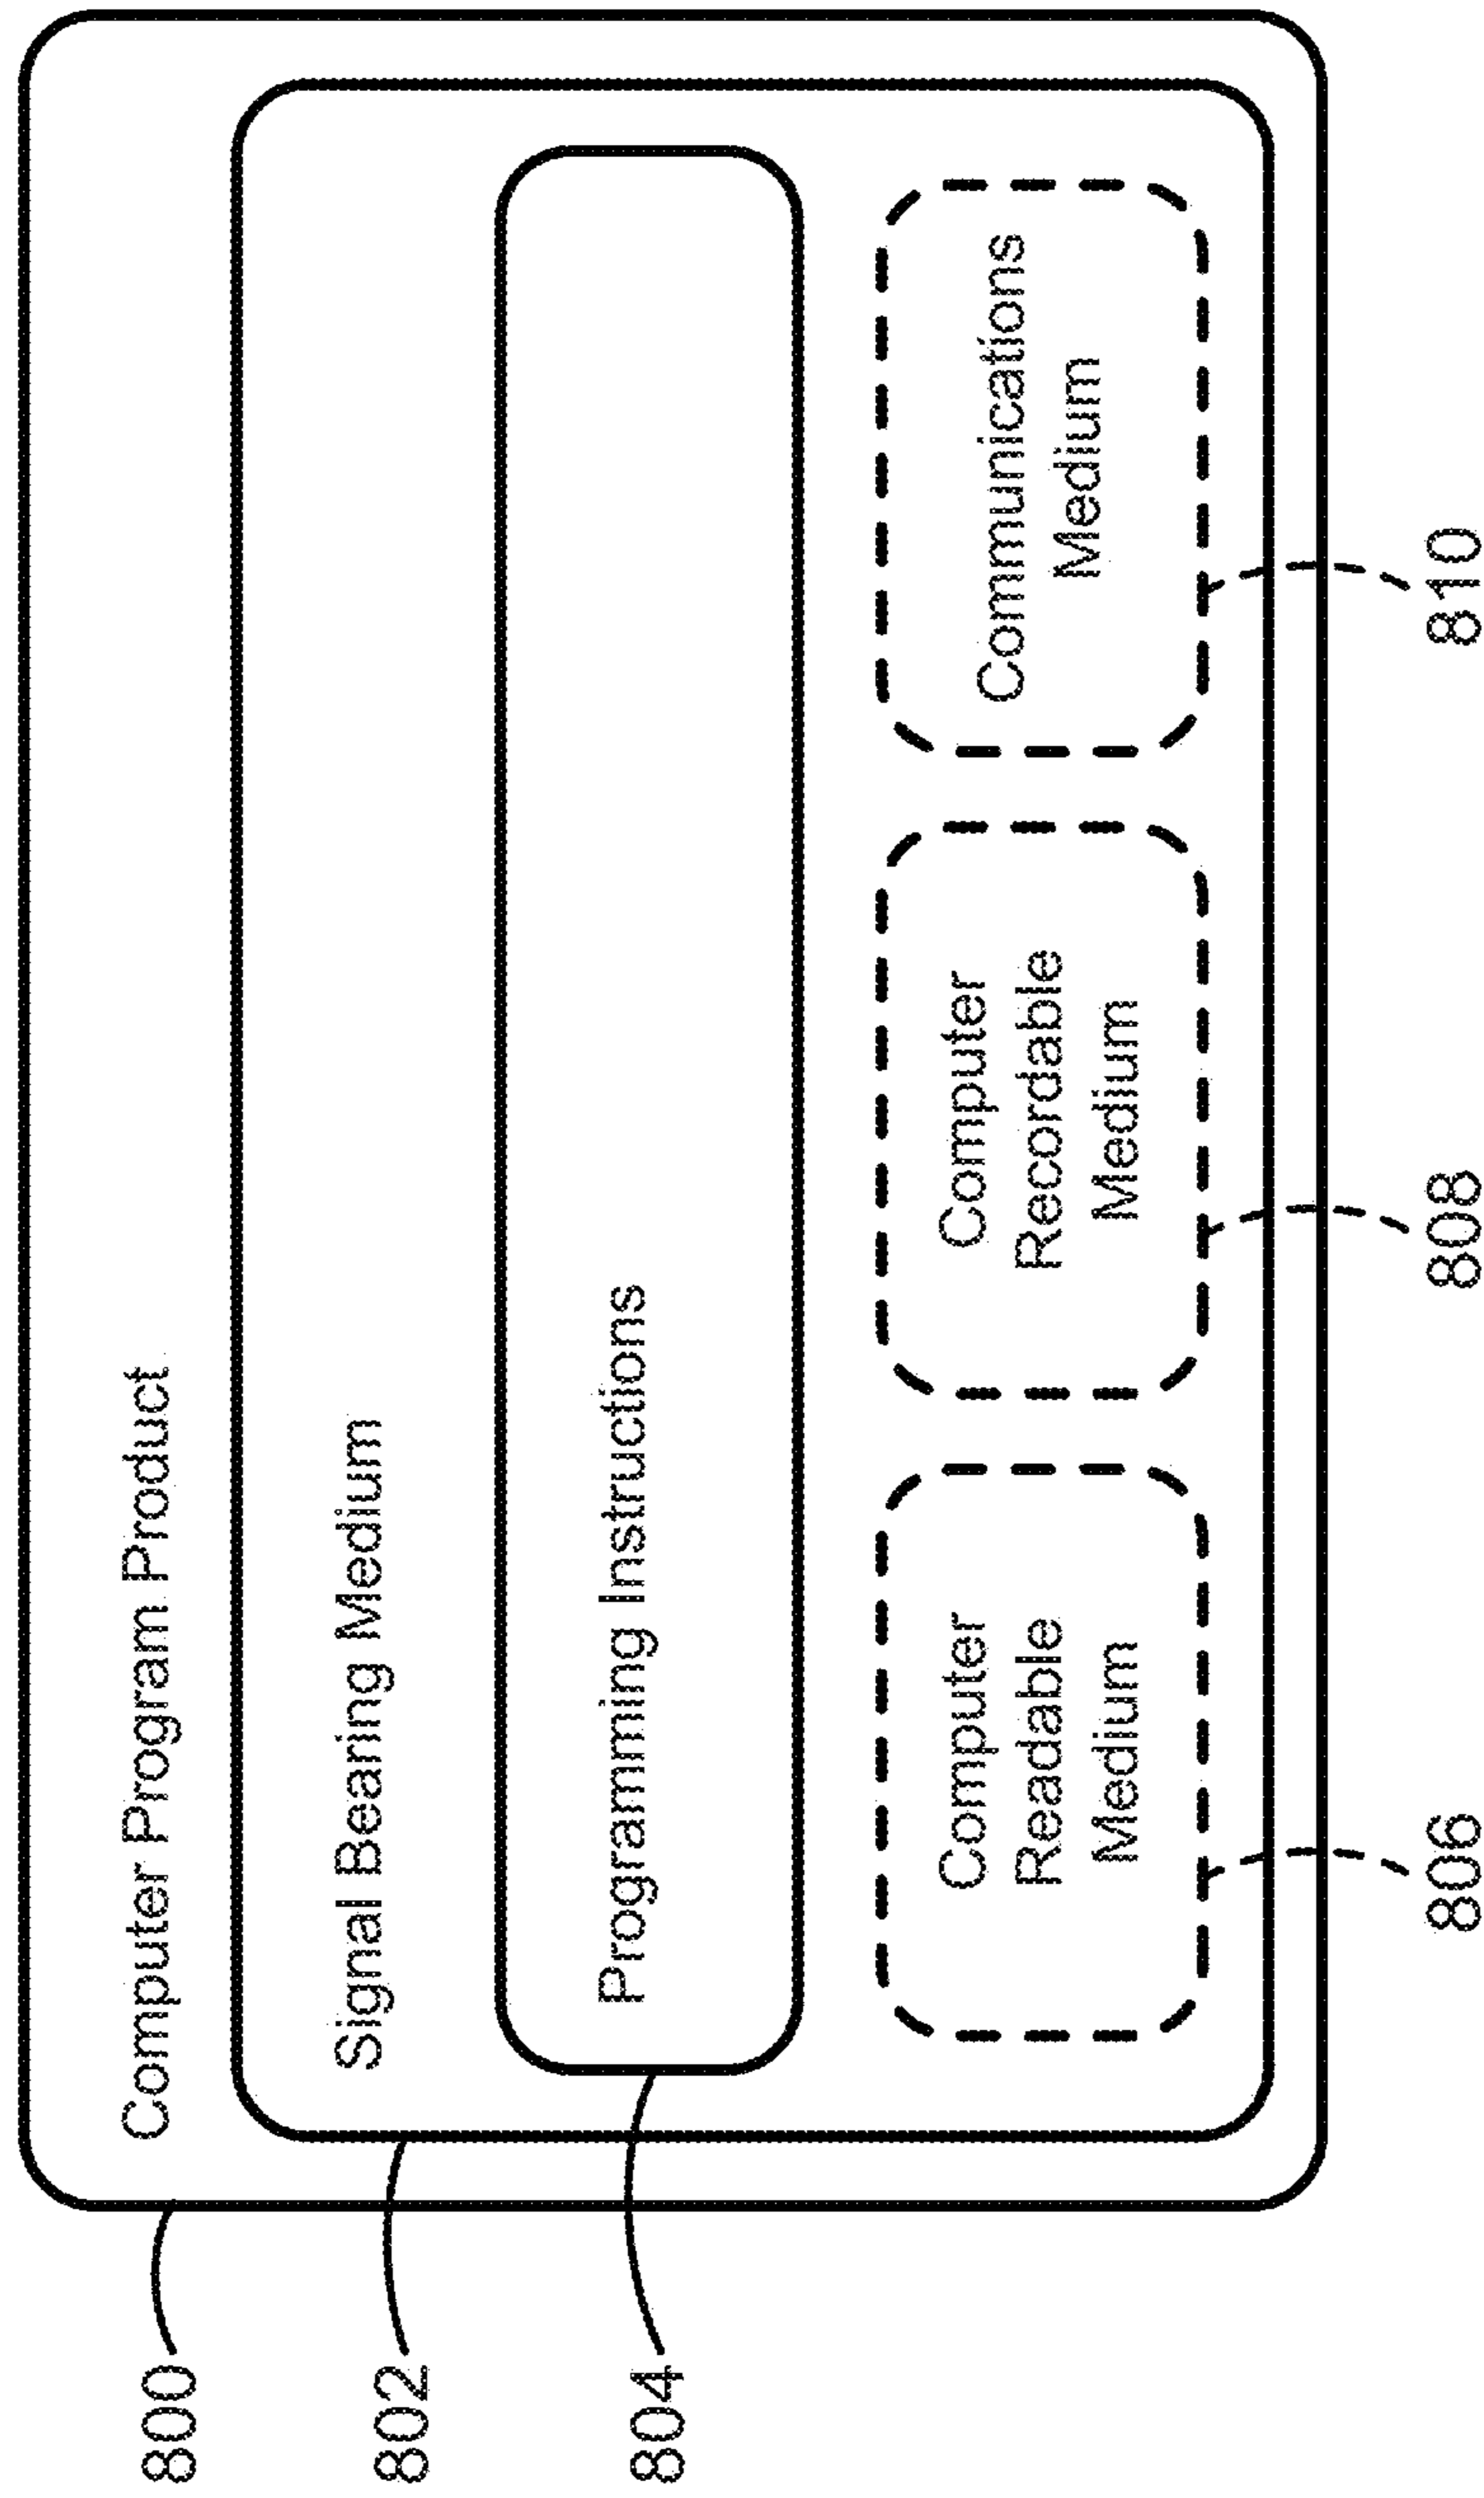 800
Computer Program Product
802
Signal Bearing Medium
804
Programming Instructions
Computer
Readable
Medium
Computer
Recordable
Medium
Communications
Medium
806
808
810